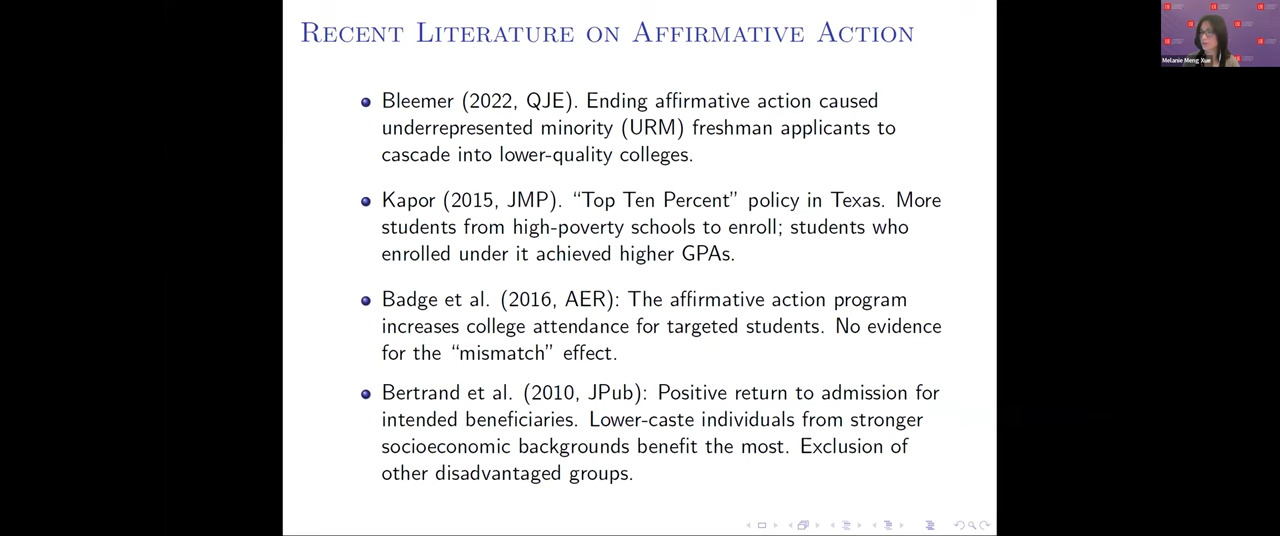 Recent Literature on Affirmative Action
Bleemer (2022, QJE). Ending affirmative action caused
underrepresented minority (URM) freshman applicants to
cascade into lower-quality colleges.
Kapor (2015, JMP). “Top Ten Percent” policy in Texas. More
students from high-poverty schools to enroll; students who
enrolled under it achieved higher GPAs.
Badge et al. (2016, AER): The affirmative action program
increases college attendance for targeted students. No evidence
for the “mismatch” effect.
Bertrand et al. (2010, JPub): Positive return to admission for
intended beneficiaries. Lower-caste individuals from stronger
socioeconomic backgrounds benefit the most. Exclusion of
other disadvantaged groups.
Melanie Meng Xue